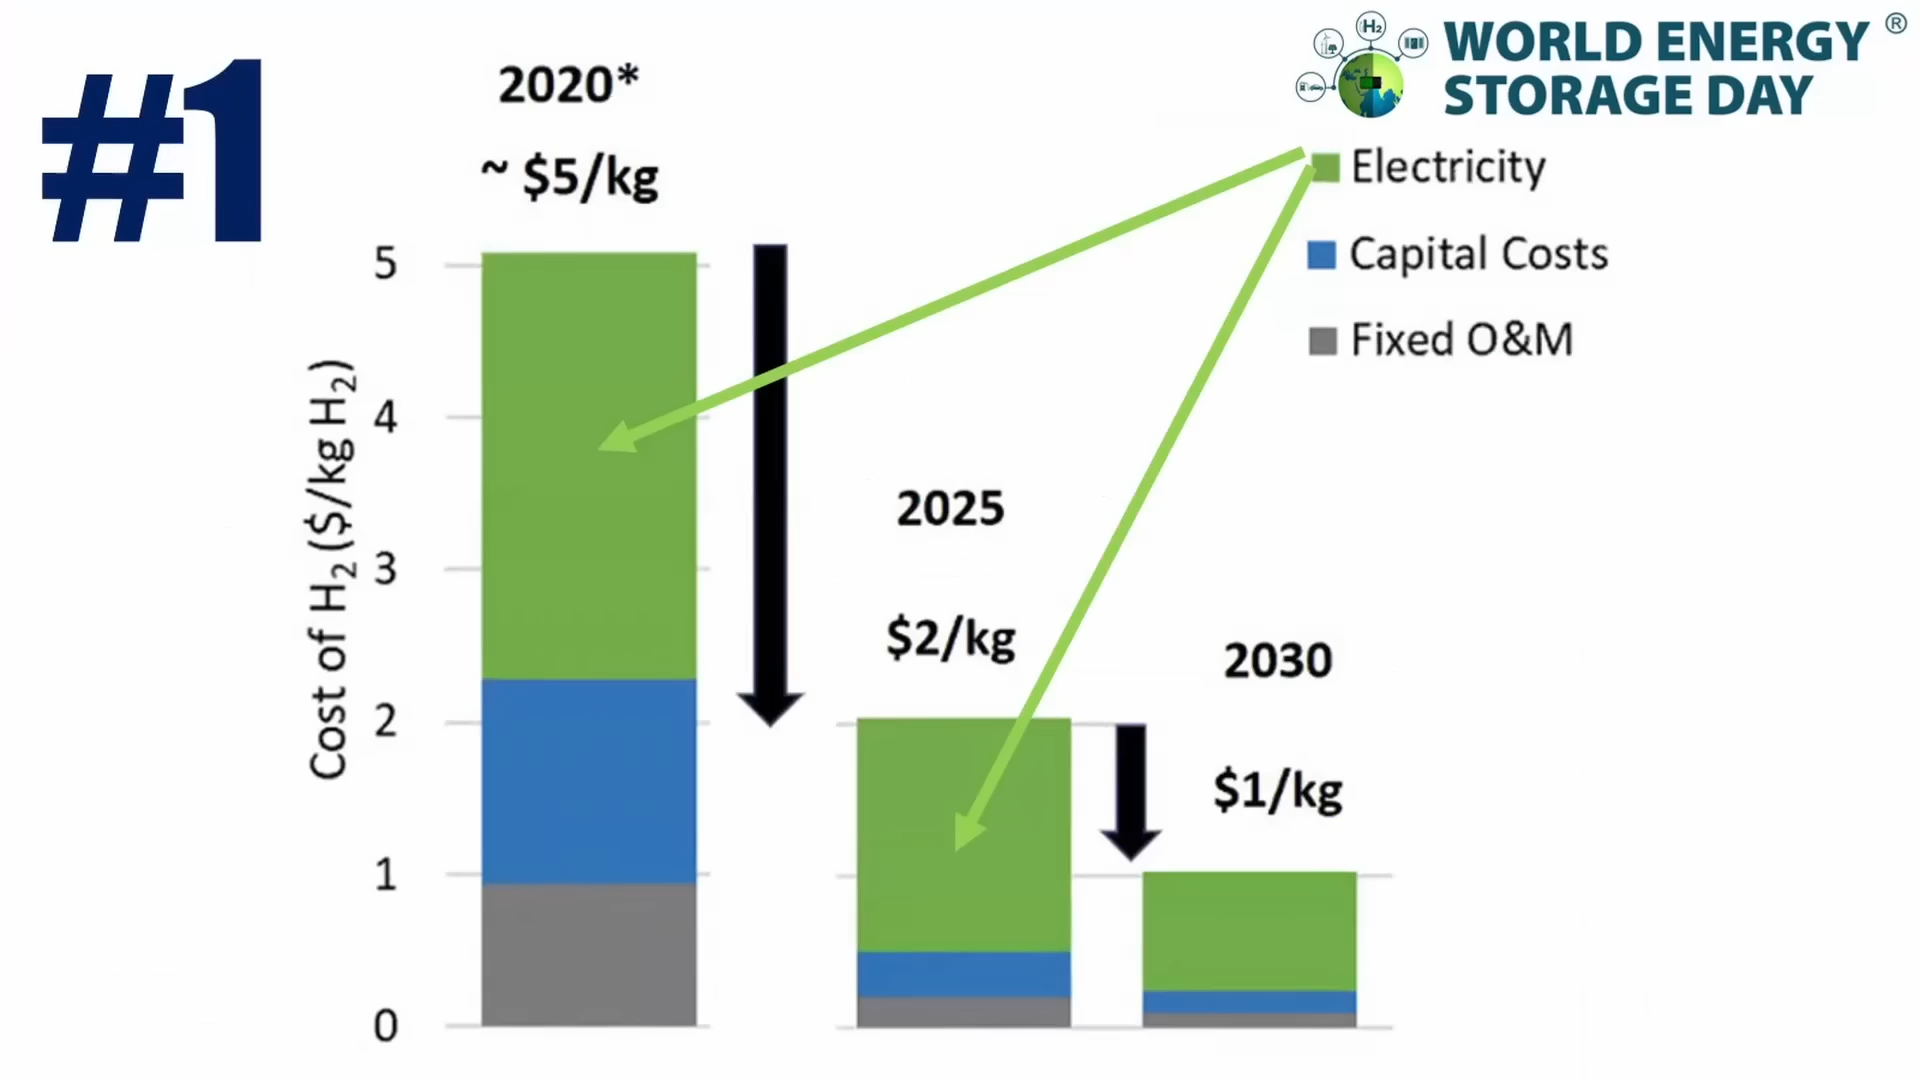 #1
WORLD ENERGY ®
STORAGE DAY
H₂
2020*
~ $5/kg
Electricity
Capital Costs
Fixed O&M
Cost of H₂ ($/kg H₂)
5
4
3
2
1
0
2025
$2/kg
2030
$1/kg